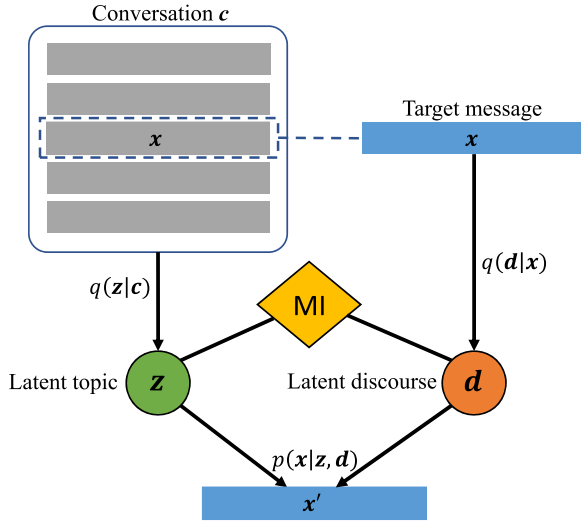 Conversation c
x
Target message
x
q(z|c)
q(d|x)
MI
Latent topic
z
Latent discourse
d
p(x|z, d)
x′